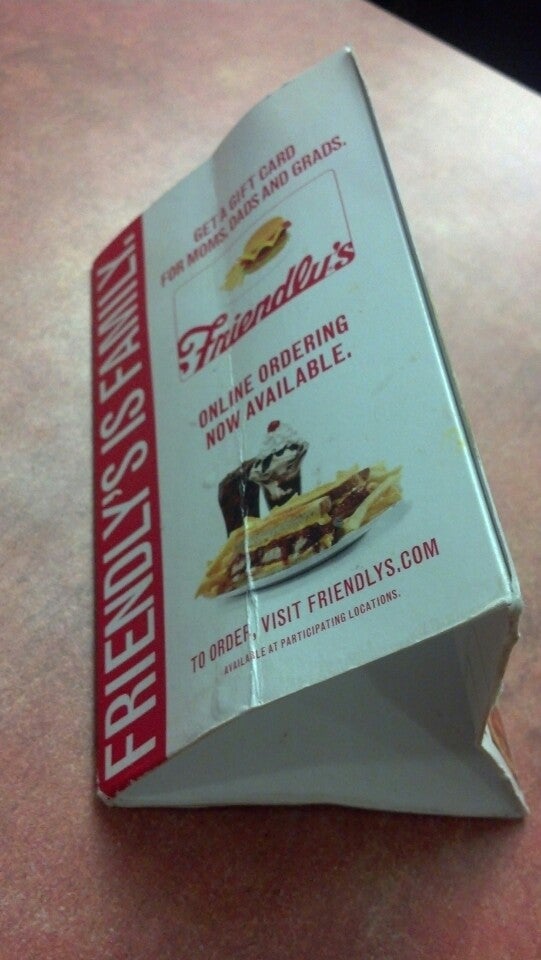 FRIENDLY'S IS FAMILY.
GET A GIFT CARD
FOR MOMS, DADS AND GRADS.
Friendly's
ONLINE ORDERING
NOW AVAILABLE.
TO ORDER, VISIT FRIENDLYS.COM
AVAILABLE AT PARTICIPATING LOCATIONS.